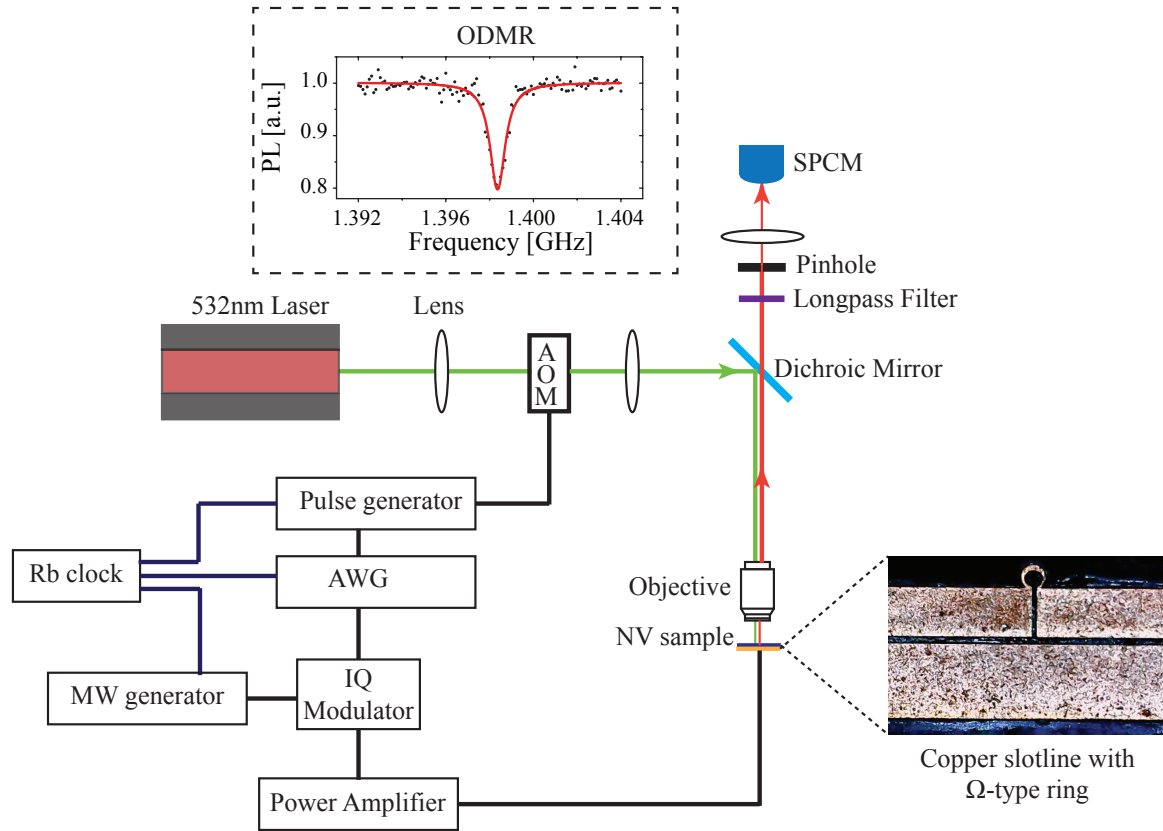 ODMR
PL [a.u.]
1.0
0.9
0.8
1.392
1.396
1.400
1.404
Frequency [GHz]
SPCM
Pinhole
Longpass Filter
532nm Laser
Lens
AOM
Dichroic Mirror
Pulse generator
Rb clock
AWG
Objective
NV sample
MW generator
IQ
Modulator
Power Amplifier
Copper slotline with
Ω-type ring